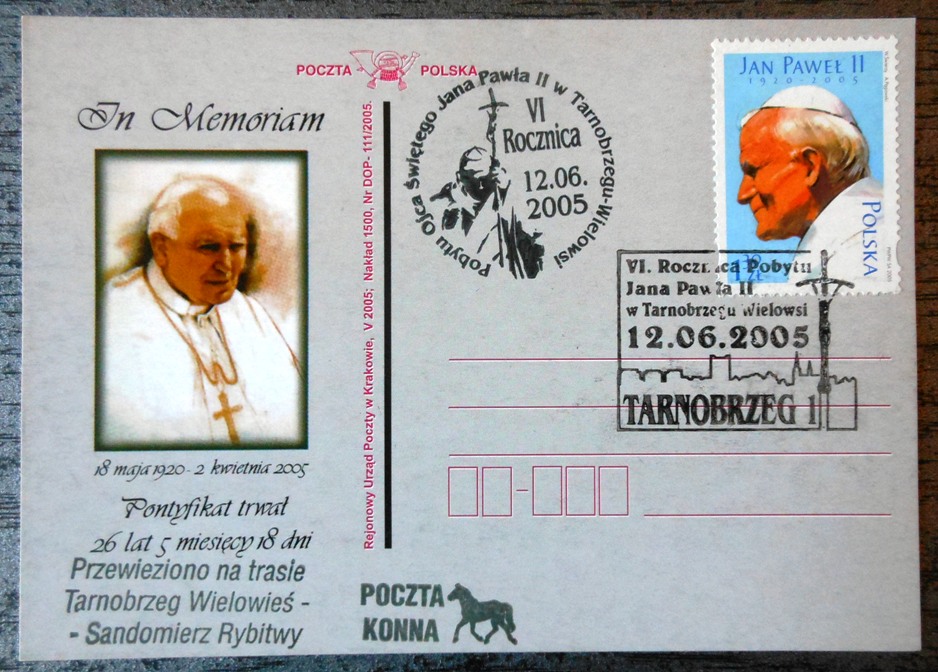 POCZTA POLSKA
In Memoriam
18 maja 1920 - 2 kwietnia 2005
Pontyfikat trwał
26 lat 5 miesięcy 18 dni
Przewieziono na trasie
Tarnobrzeg Wielowieś -
- Sandomierz Rybitwy
Rejonowy Urząd Poczty w Krakowie, V 2005; Nakład 1500, Nr DOP- 111/2005.
Pobytu Ojca Świętego Jana Pawła II w Tarnobrzegu-Wielowsi
VI
Rocznica
12.06.
2005
JAN PAWEŁ II
1920-2005
POLSKA
VI. Rocznica Pobytu
Jana Pawła II
w Tarnobrzegu Wielowsi
12.06.2005
TARNOBRZEG 1
POCZTA
KONNA